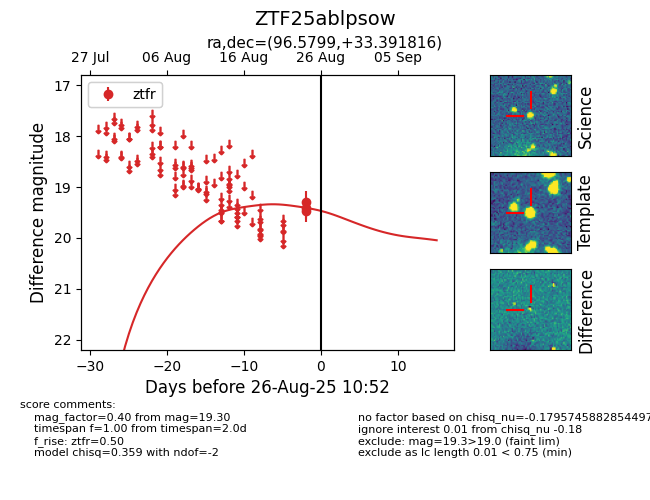 ZTF25ablpsow
ra,dec=(96.5799,+33.391816)
27 Jul 06 Aug 16 Aug 26 Aug 05 Sep
ztfr
17
18
19
20
21
22
Difference magnitude
−30 −20 −10 0 10
Days before 26-Aug-25 10:52
Science
Template
Difference
score comments:
mag_factor=0.40 from mag=19.30
timespan f=1.00 from timespan=2.0d
f_rise: ztfr=0.50
model chisq=0.359 with ndof=-2
no factor based on chisq_nu=-0.1795745882854497
ignore interest 0.01 from chisq_nu -0.18
exclude: mag=19.3>19.0 (faint lim)
exclude as lc length 0.01 < 0.75 (min)